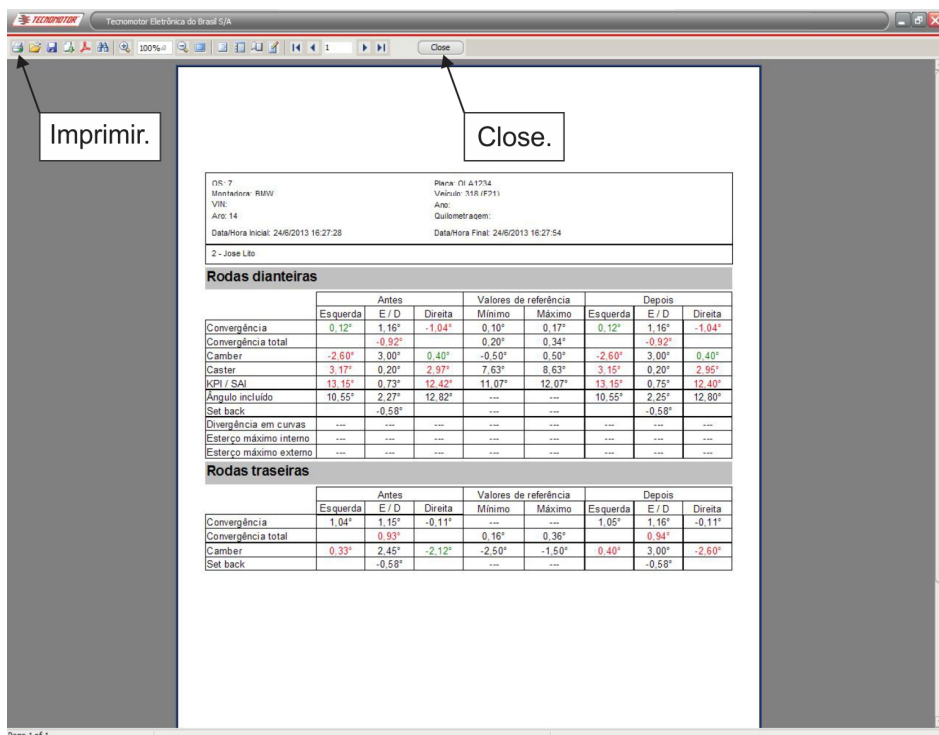 TECNOMOTOR Tecnomotor Eletrônica do Brasil S/A
100% 1 Close
Imprimir. Close.
OS: 7 Placa: OLA1234
Montadora: BMW Veículo: 318 (E21)
VIN: Ano:
Aro: 14 Quilometragem:
Data/Hora Inicial: 24/6/2013 16:27:28 Data/Hora Final: 24/6/2013 16:27:54
2 - Jose Lito
Rodas dianteiras
Antes Valores de referência Depois
Esquerda E / D Direita Mínimo Máximo Esquerda E / D Direita
Convergência 0,12° 1,16° -1,04° 0,10° 0,17° 0,12° 1,16° -1,04°
Convergência total -0,92° 0,20° 0,34° -0,92°
Camber -2,60° 3,00° 0,40° -0,50° 0,50° -2,60° 3,00° 0,40°
Caster 3,17° 0,20° 2,97° 7,63° 8,63° 3,15° 0,20° 2,95°
KPI / SAI 13,15° 0,73° 12,42° 11,07° 12,07° 13,15° 0,75° 12,40°
Ângulo incluído 10,55° 2,27° 12,82° --- --- 10,55° 2,25° 12,80°
Set back -0,58° --- --- -0,58°
Divergência em curvas --- --- --- --- --- --- --- ---
Esterço máximo interno --- --- --- --- --- --- --- ---
Esterço máximo externo --- --- --- --- --- --- --- ---
Rodas traseiras
Antes Valores de referência Depois
Esquerda E / D Direita Mínimo Máximo Esquerda E / D Direita
Convergência 1,04° 1,15° -0,11° --- --- 1,05° 1,16° -0,11°
Convergência total 0,93° 0,16° 0,36° 0,94°
Camber 0,33° 2,45° -2,12° -2,50° -1,50° 0,40° 3,00° -2,60°
Set back -0,58° --- --- -0,58°
Page 1 of 1